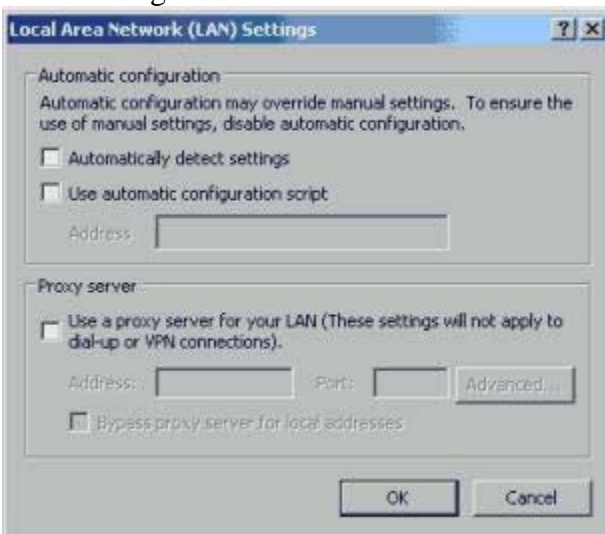 Local Area Network (LAN) Settings
Automatic configuration
Automatic configuration may override manual settings. To ensure the
use of manual settings, disable automatic configuration.
Automatically detect settings
Use automatic configuration script
Address
Proxy server
Use a proxy server for your LAN (These settings will not apply to
dial-up or VPN connections).
Address: Port: Advanced...
Bypass proxy server for local addresses
OK Cancel